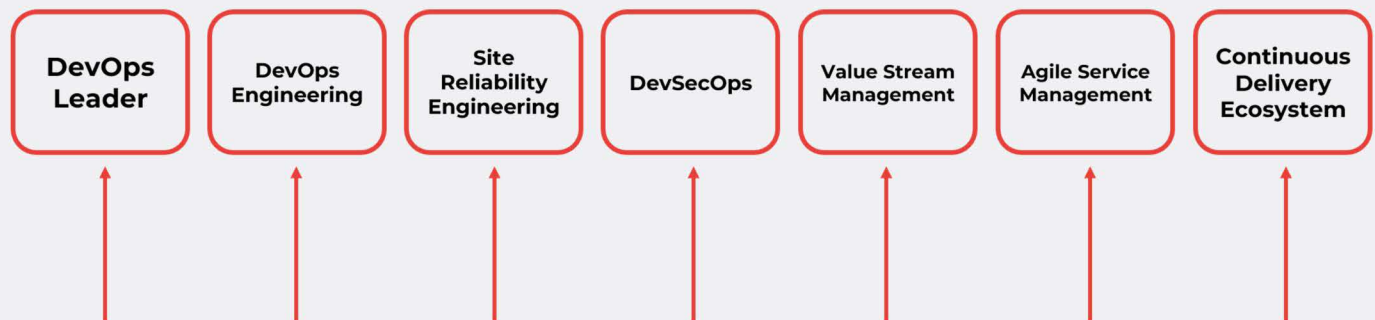 DevOps
Leader
DevOps
Engineering
Site
Reliability
Engineering
DevSecOps
Value Stream
Management
Agile Service
Management
Continuous
Delivery
Ecosystem